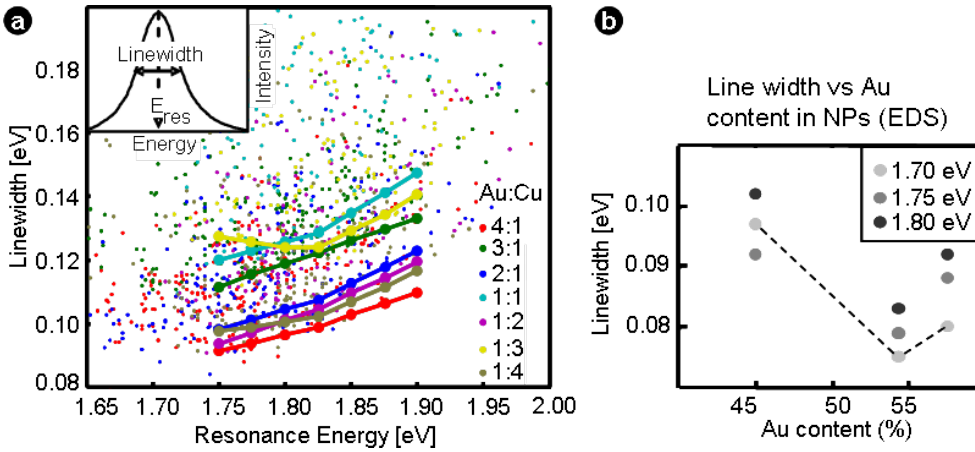 a
Linewidth
E res
Energy
Intensity
0.18
0.16
0.14
0.12
0.10
0.08
Linewidth [eV]
1.65
1.70
1.75
1.80
1.85
1.90
1.95
2.00
Resonance Energy [eV]
Au:Cu
4:1
3:1
2:1
1:1
1:2
1:3
1:4
b
Line width vs Au
content in NPs (EDS)
1.70 eV
1.75 eV
1.80 eV
0.10
0.09
0.08
Linewidth [eV]
45
50
55
Au content (%)